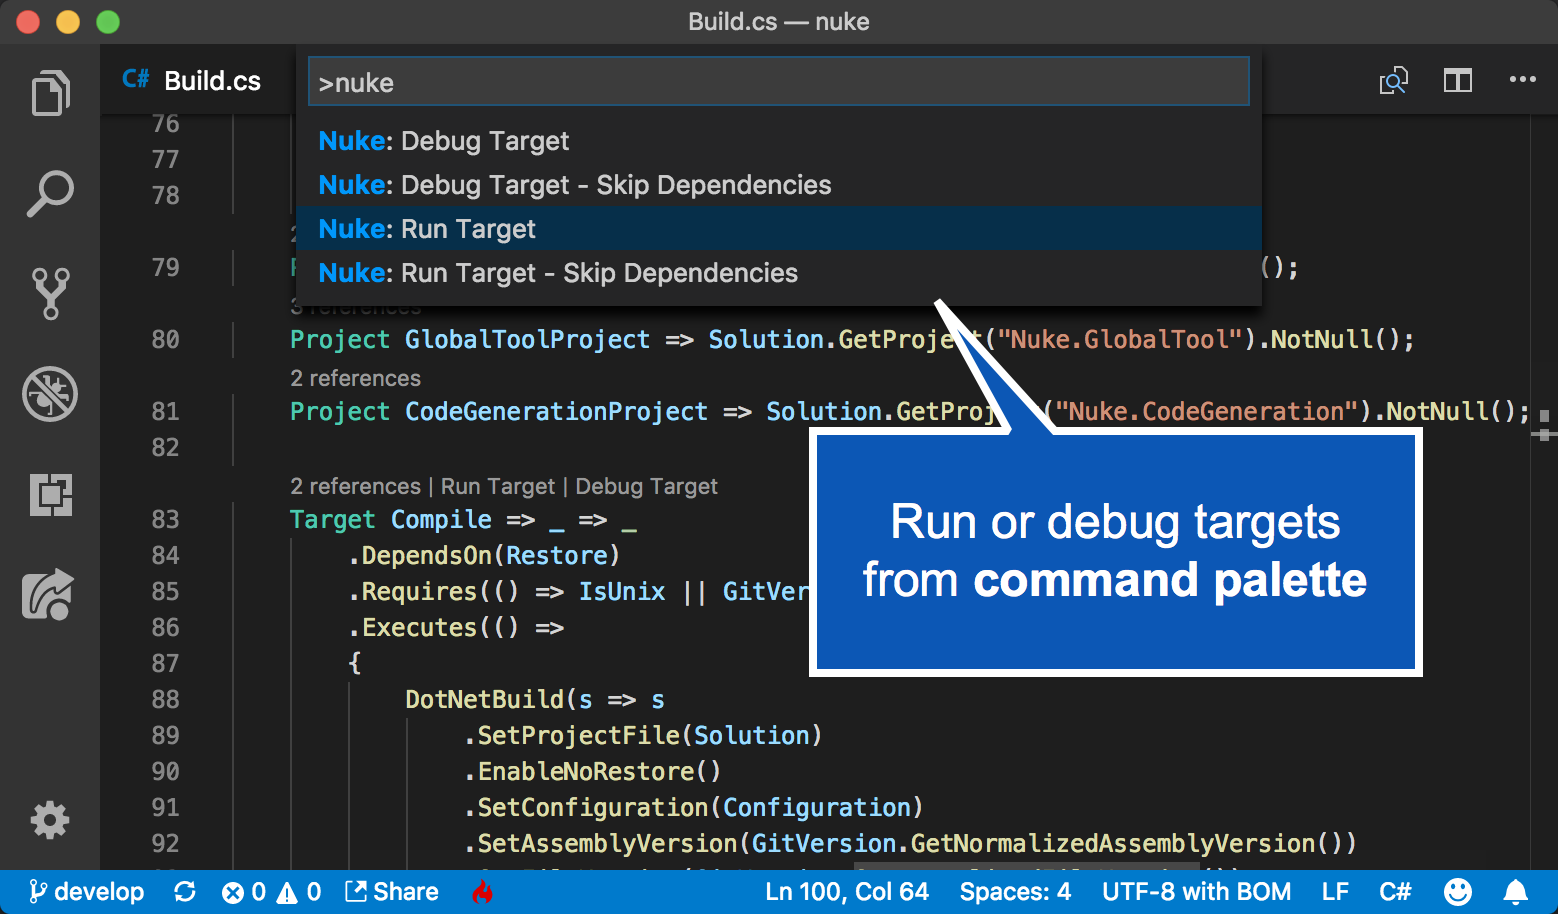 Build.cs — nuke
C# Build.cs
>nuke
Nuke: Debug Target
Nuke: Debug Target - Skip Dependencies
Nuke: Run Target
Nuke: Run Target - Skip Dependencies
76
77
78
79 ();
3 references
80 Project GlobalToolProject => Solution.GetProject("Nuke.GlobalTool").NotNull();
2 references
81 Project CodeGenerationProject => Solution.GetProj("Nuke.CodeGeneration").NotNull();
82
2 references | Run Target | Debug Target
83 Target Compile => _ => _
84 .DependsOn(Restore)
85 .Requires(() => IsUnix || GitVer
86 .Executes(() =>
87 {
88 DotNetBuild(s => s
89 .SetProjectFile(Solution)
90 .EnableNoRestore()
91 .SetConfiguration(Configuration)
92 .SetAssemblyVersion(GitVersion.GetNormalizedAssemblyVersion())
Run or debug targets
from command palette
develop 0 0 Share Ln 100, Col 64 Spaces: 4 UTF-8 with BOM LF C#